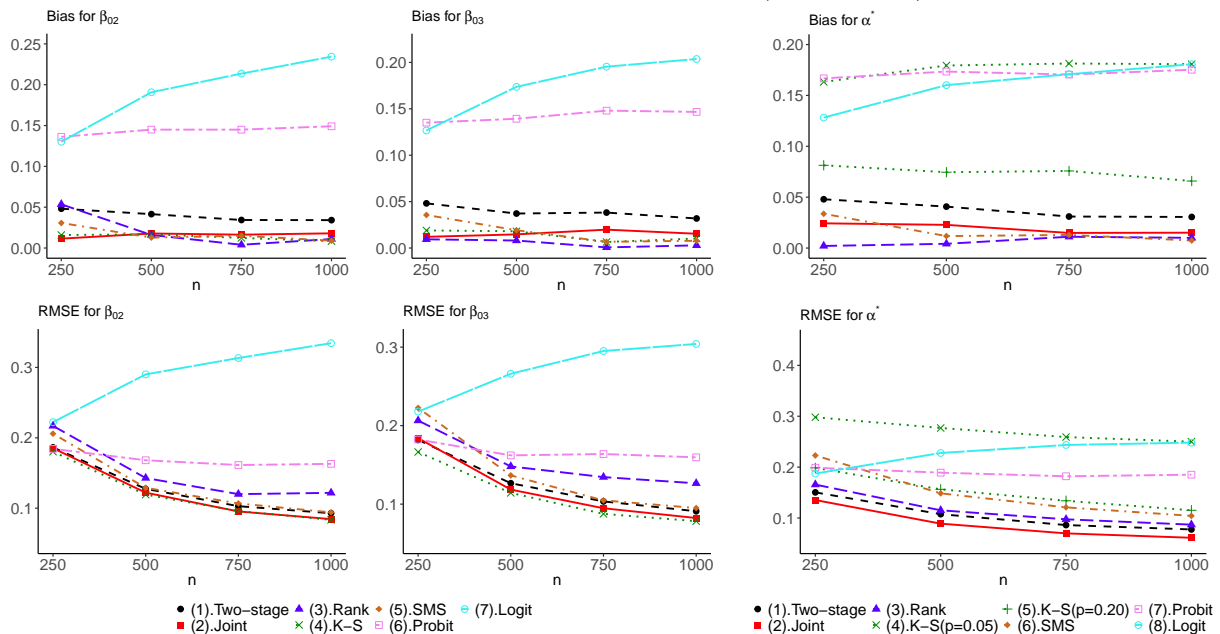 Bias for β02
0.25
0.20
0.15
0.10
0.05
0.00
250 500 750 1000
n
Bias for β03
0.20
0.15
0.10
0.05
0.00
250 500 750 1000
n
Bias for α*
0.20
0.15
0.10
0.05
0.00
250 500 750 1000
n
RMSE for β02
0.3
0.2
0.1
250 500 750 1000
n
RMSE for β03
0.3
0.2
0.1
250 500 750 1000
n
RMSE for α*
0.4
0.3
0.2
0.1
250 500 750 1000
n
(1).Two−stage (3).Rank (5).SMS (7).Logit
(2).Joint (4).K−S (6).Probit
(1).Two−stage (3).Rank (5).K−S(p=0.20) (7).Probit
(2).Joint (4).K−S(p=0.05) (6).SMS (8).Logit